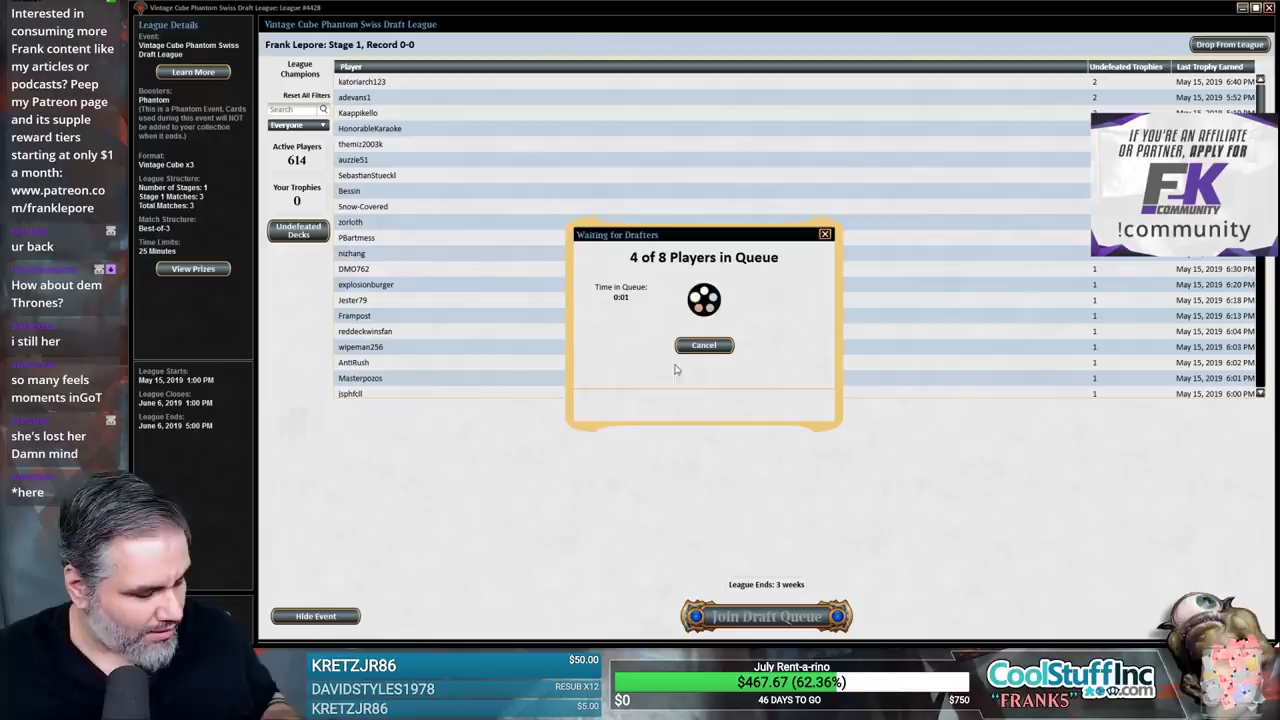 Interested in
consuming more
Frank content like
my articles or
podcasts? Peep
my Patreon page
and its supple
reward tiers
starting at only $1
a month:
www.patreon.co
m/franklepore
ur back
How about dem
Thrones?
i still her
so many feels
moments inGoT
she's lost her
Damn mind
*here
Vintage Cube Phantom Swiss Draft League: League #4428
League Details
Event:
Vintage Cube Phantom Swiss
Draft League
Learn More
Boosters:
Phantom
(This is a Phantom Event. Cards
used during this event will NOT
be added to your collection
when it ends.)
Format:
Vintage Cube x3
League Structure:
Number of Stages: 1
Stage 1 Matches: 3
Total Matches: 3
Match Structure:
Best-of-3
Time Limits:
25 Minutes
View Prizes
League Starts:
May 15, 2019 1:00 PM
League Closes:
June 6, 2019 1:00 PM
League Ends:
June 6, 2019 5:00 PM
Vintage Cube Phantom Swiss Draft League
Frank Lepore: Stage 1, Record 0-0
Drop From League
League
Champions
Reset All Filters
Search
Everyone
Active Players
614
Your Trophies
0
Undefeated
Decks
Player Undefeated Trophies Last Trophy Earned
katoriarch123 2 May 15, 2019 6:40 PM
adevans1 2 May 15, 2019 5:52 PM
Kaappikello
HonorableKaraoke
themiz2003k
auzzie51
SebastianStueckl
Bessin
Snow-Covered
zorloth
PBartmess
nizhang
DMO762 1 May 15, 2019 6:30 PM
explosionburger 1 May 15, 2019 6:20 PM
Jester79 1 May 15, 2019 6:18 PM
Frampost 1 May 15, 2019 6:13 PM
reddeckwinsfan 1 May 15, 2019 6:04 PM
wipeman256 1 May 15, 2019 6:03 PM
AntiRush 1 May 15, 2019 6:02 PM
Masterpozos 1 May 15, 2019 6:01 PM
jsphfcll 1 May 15, 2019 6:00 PM
IF YOU'RE AN AFFILIATE
OR PARTNER, APPLY FOR
COMMUNITY
!community
Waiting for Drafters
4 of 8 Players in Queue
Time in Queue:
0:01
Cancel
League Ends: 3 weeks
Hide Event
Join Draft Queue
KRETZJR86 $50.00
DAVIDSTYLES1978 RESUB X12
KRETZJR86 $5.00
July Rent-a-rino
$467.67 (62.36%)
$0 46 DAYS TO GO $750
CoolStuffInc
.com
"FRANK5"